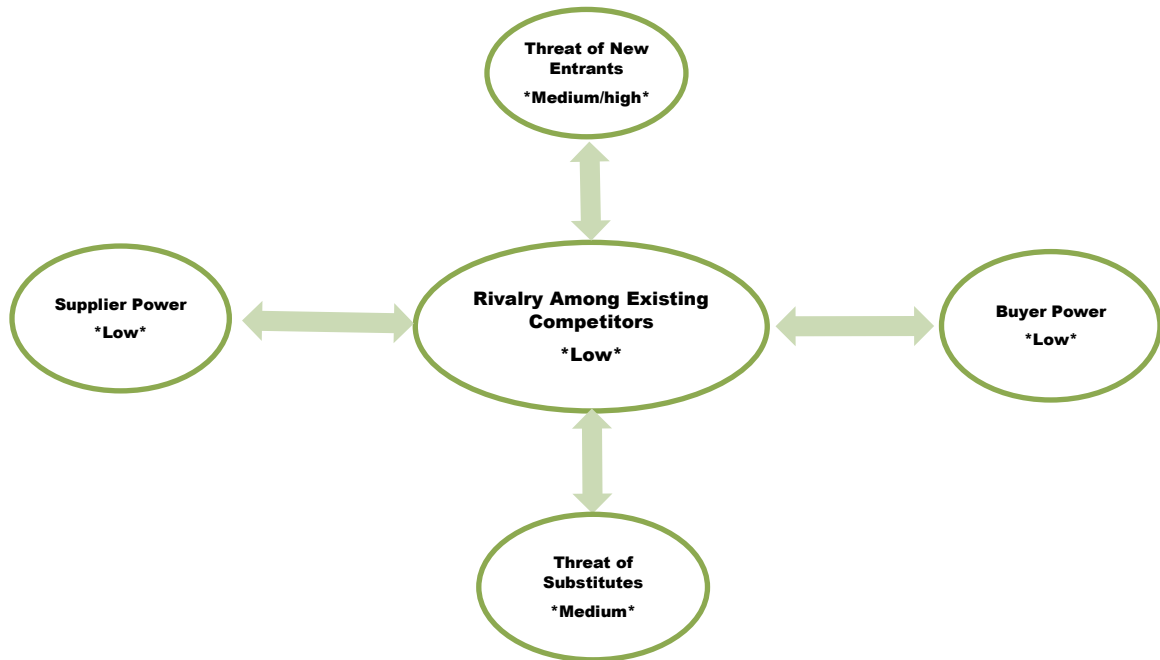 Threat of New
Entrants
*Medium/high*
Supplier Power
*Low*
Rivalry Among Existing
Competitors
*Low*
Buyer Power
*Low*
Threat of
Substitutes
*Medium*